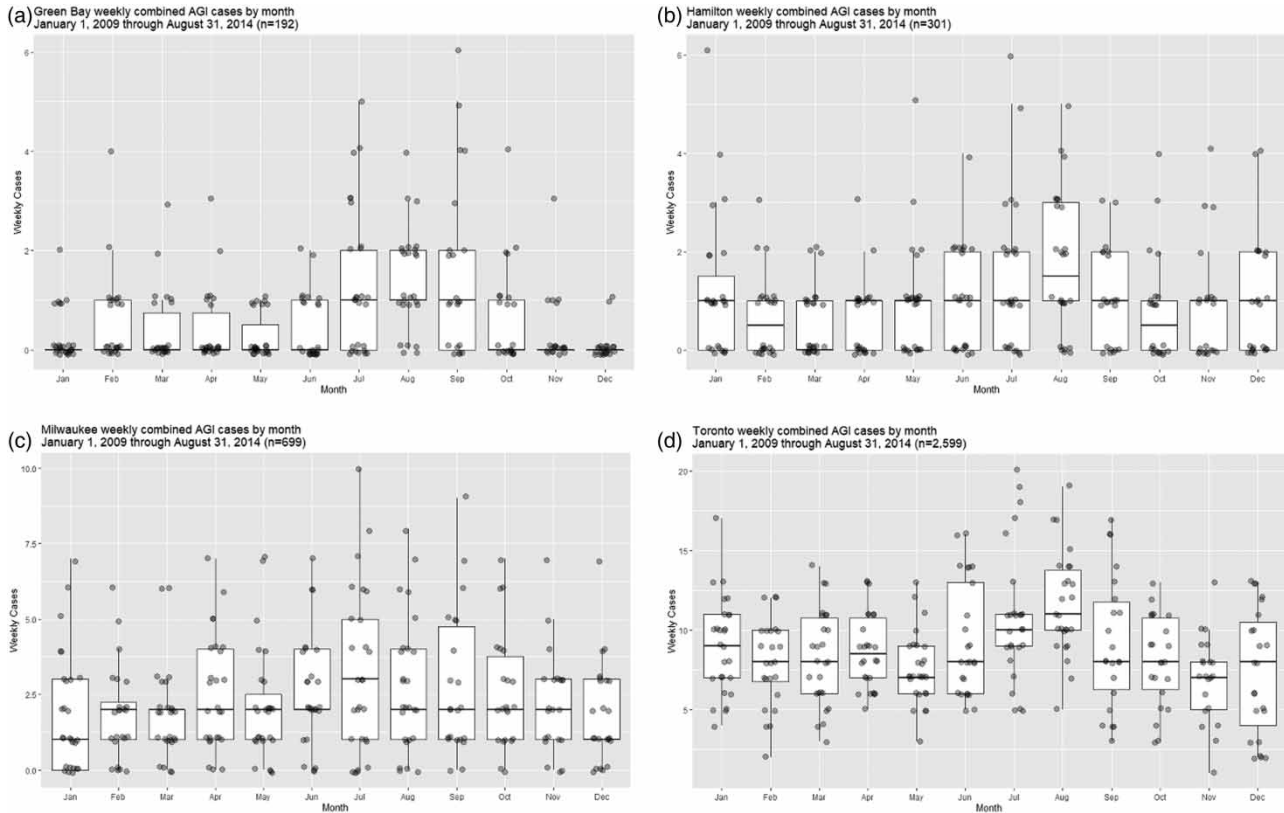 (a)
Green Bay weekly combined AGI cases by month
January 1, 2009 through August 31, 2014 (n=192)
6
4
2
0
Weekly Cases
Jan Feb Mar Apr May Jun Jul Aug Sep Oct Nov Dec
Month
(b)
Hamilton weekly combined AGI cases by month
January 1, 2009 through August 31, 2014 (n=301)
6
4
2
0
Weekly Cases
Jan Feb Mar Apr May Jun Jul Aug Sep Oct Nov Dec
Month
(c)
Milwaukee weekly combined AGI cases by month
January 1, 2009 through August 31, 2014 (n=699)
10.0
7.5
5.0
2.5
0.0
Weekly Cases
Jan Feb Mar Apr May Jun Jul Aug Sep Oct Nov Dec
Month
(d)
Toronto weekly combined AGI cases by month
January 1, 2009 through August 31, 2014 (n=2,599)
20
15
10
5
Weekly Cases
Jan Feb Mar Apr May Jun Jul Aug Sep Oct Nov Dec
Month